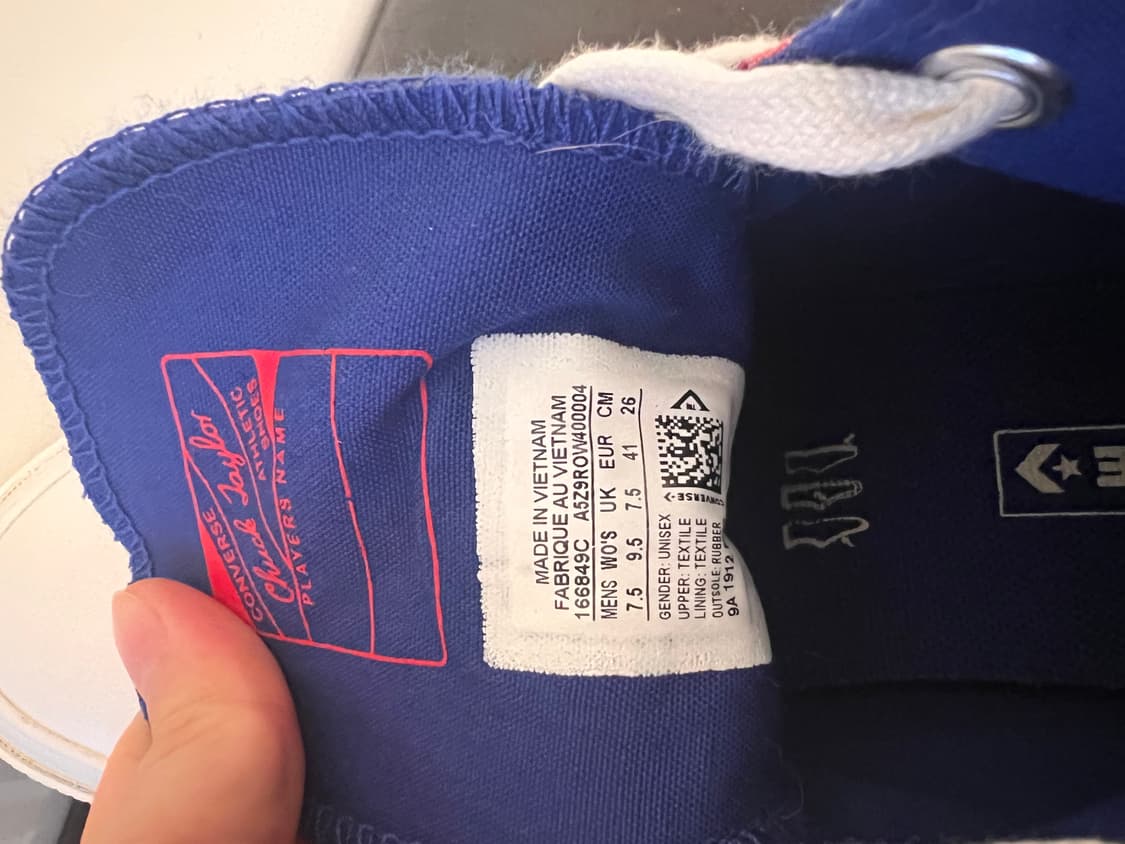 CONVERSE
Chuck Taylor
ATHLETIC
SHOES
PLAYERS NAME
MADE IN VIETNAM
FABRIQUE AU VIETNAM
166849C A5Z9ROW400004
MENS WO'S UK EUR CM
7.5 9.5 7.5 41 26
GENDER: UNISEX
UPPER: TEXTILE
LINING: TEXTILE
OUTSOLE: RUBBER
9A 1912
CONVERSE